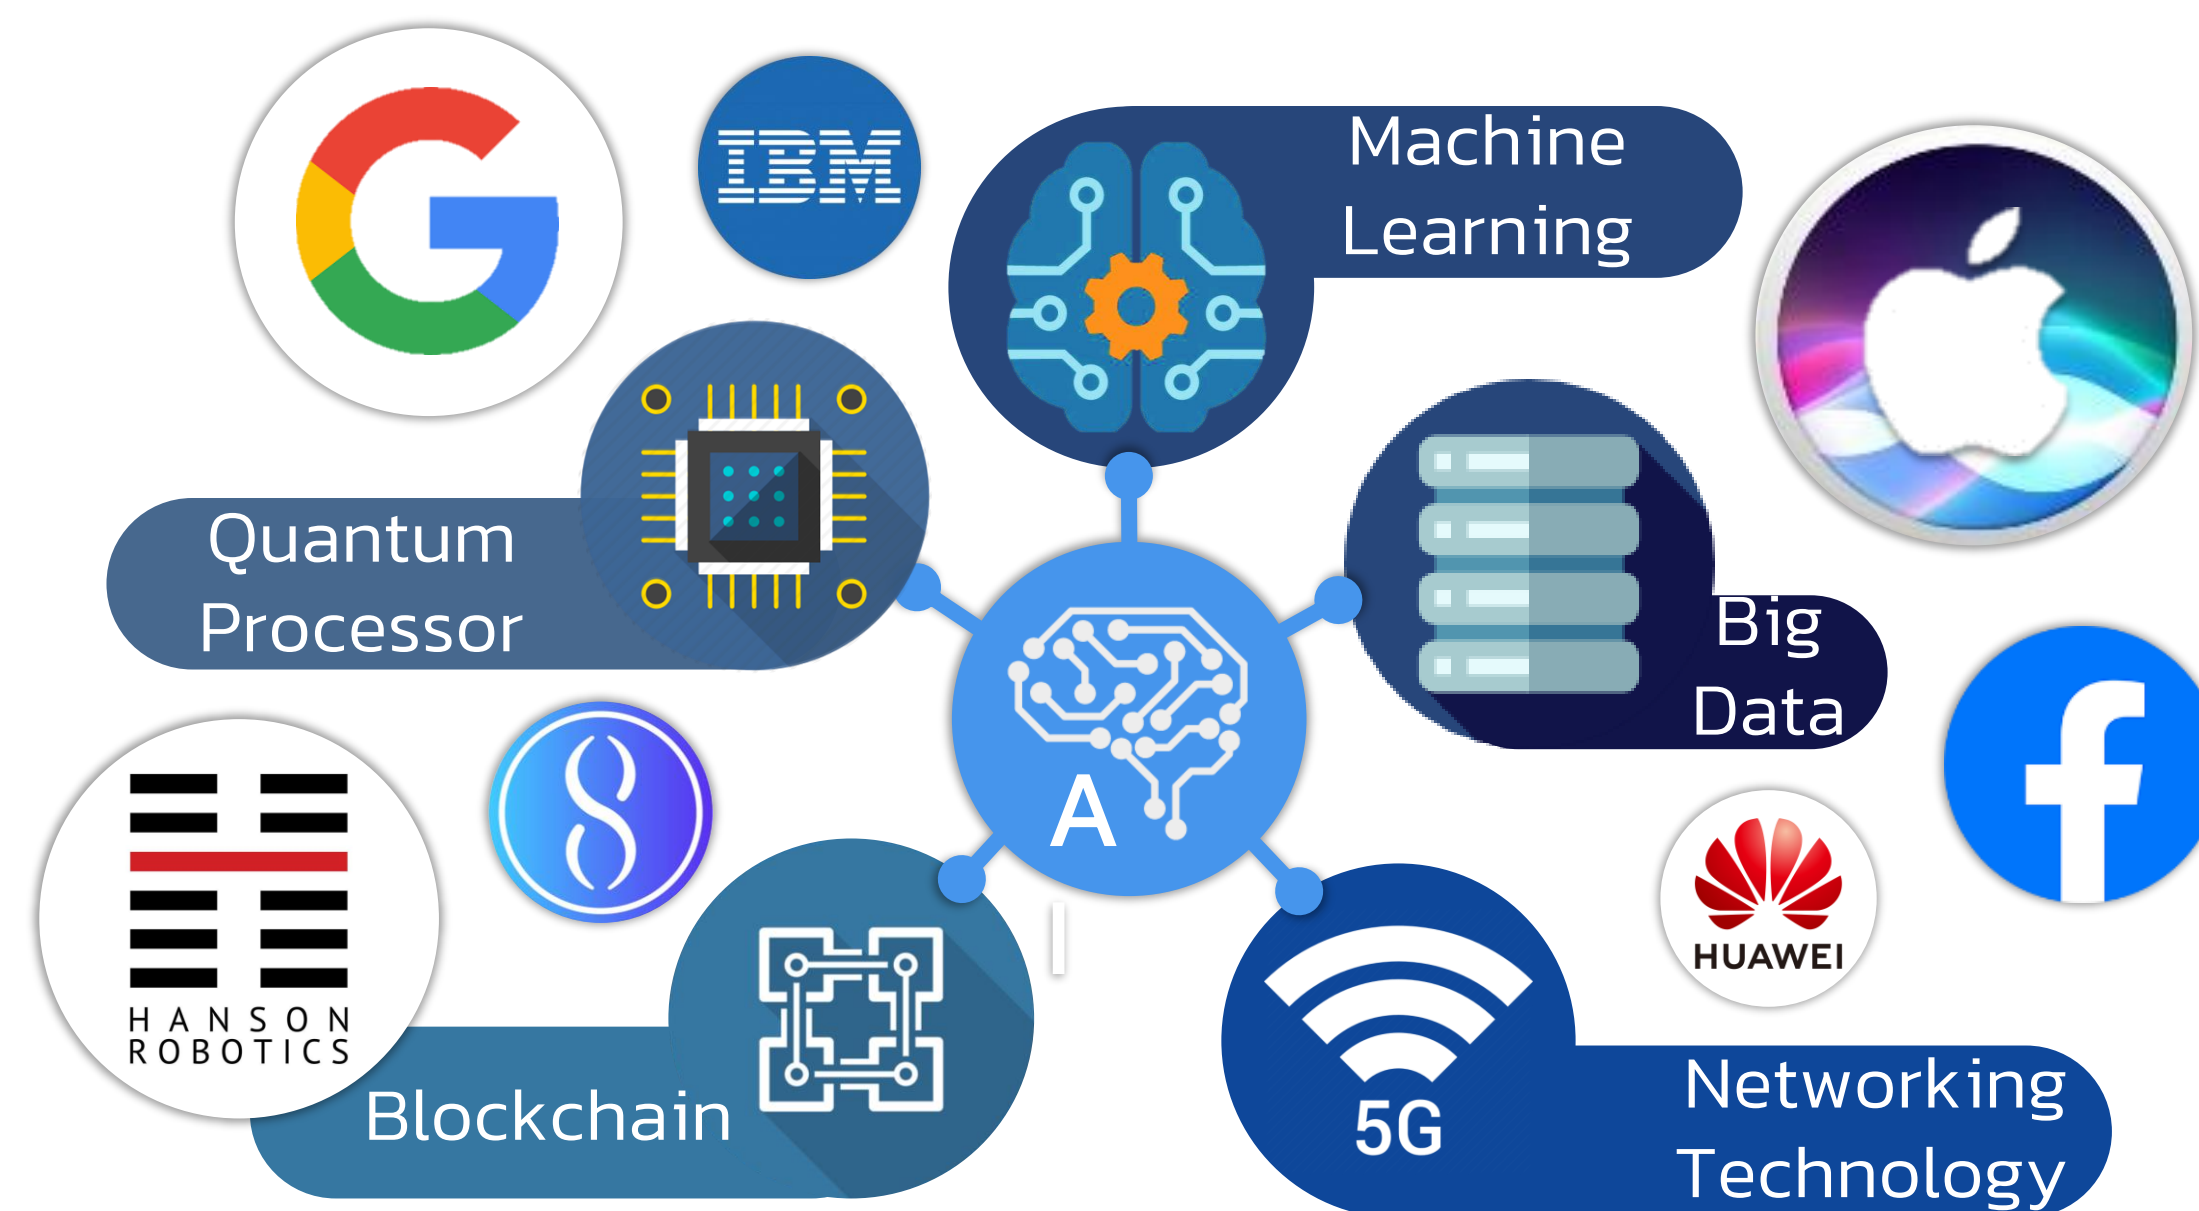 IBM
Machine
Learning
Quantum
Processor
Big
Data
A
I
HUAWEI
HANSON
ROBOTICS
Blockchain
5G
Networking
Technology